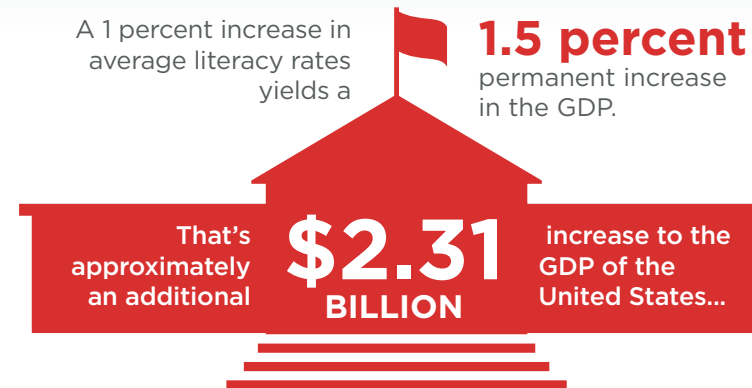 A 1 percent increase in
average literacy rates
yields a
1.5 percent
permanent increase
in the GDP.
That's
approximately
an additional
$2.31
BILLION
increase to the
GDP of the
United States...